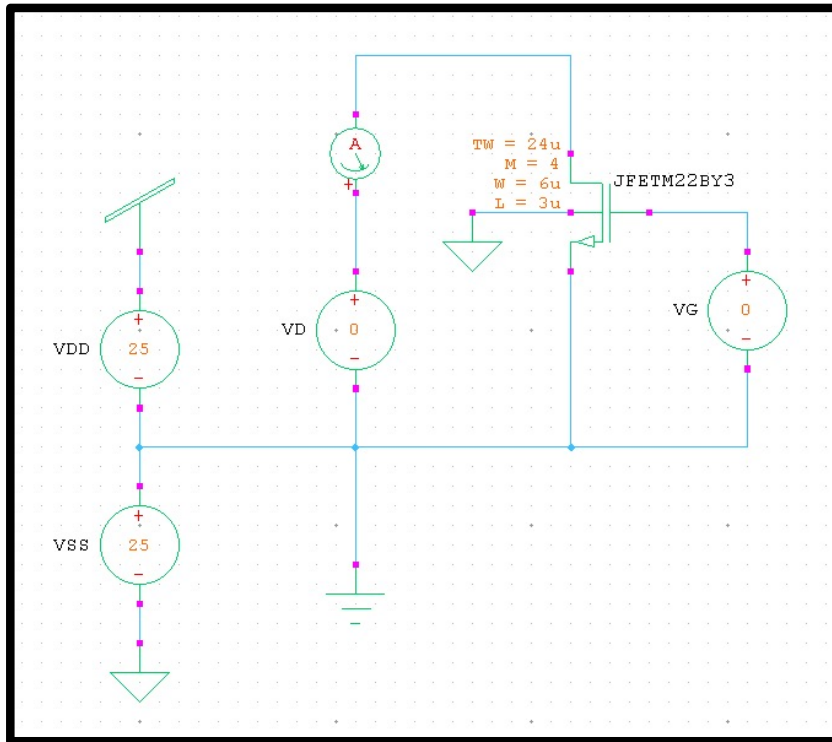 A
+
TW = 24u
M = 4
W = 6u
L = 3u
JFETM22BY3
VDD
+
25
-
VD
+
0
-
VG
+
0
-
VSS
+
25
-